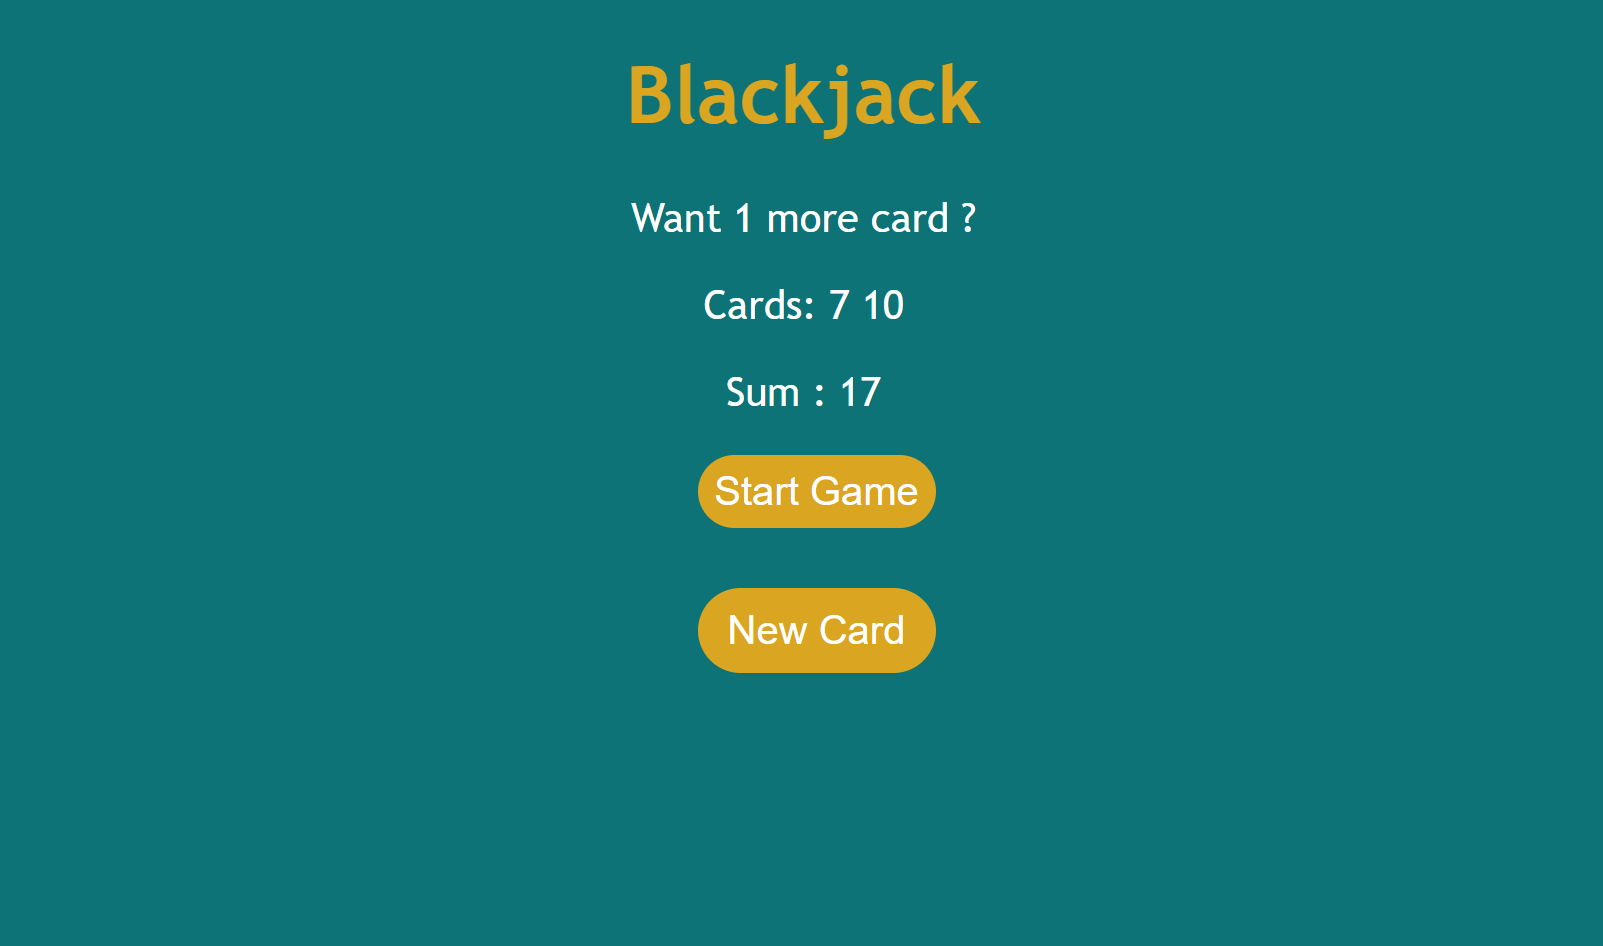 Blackjack
Want 1 more card ?
Cards: 7 10
Sum : 17
Start Game
New Card